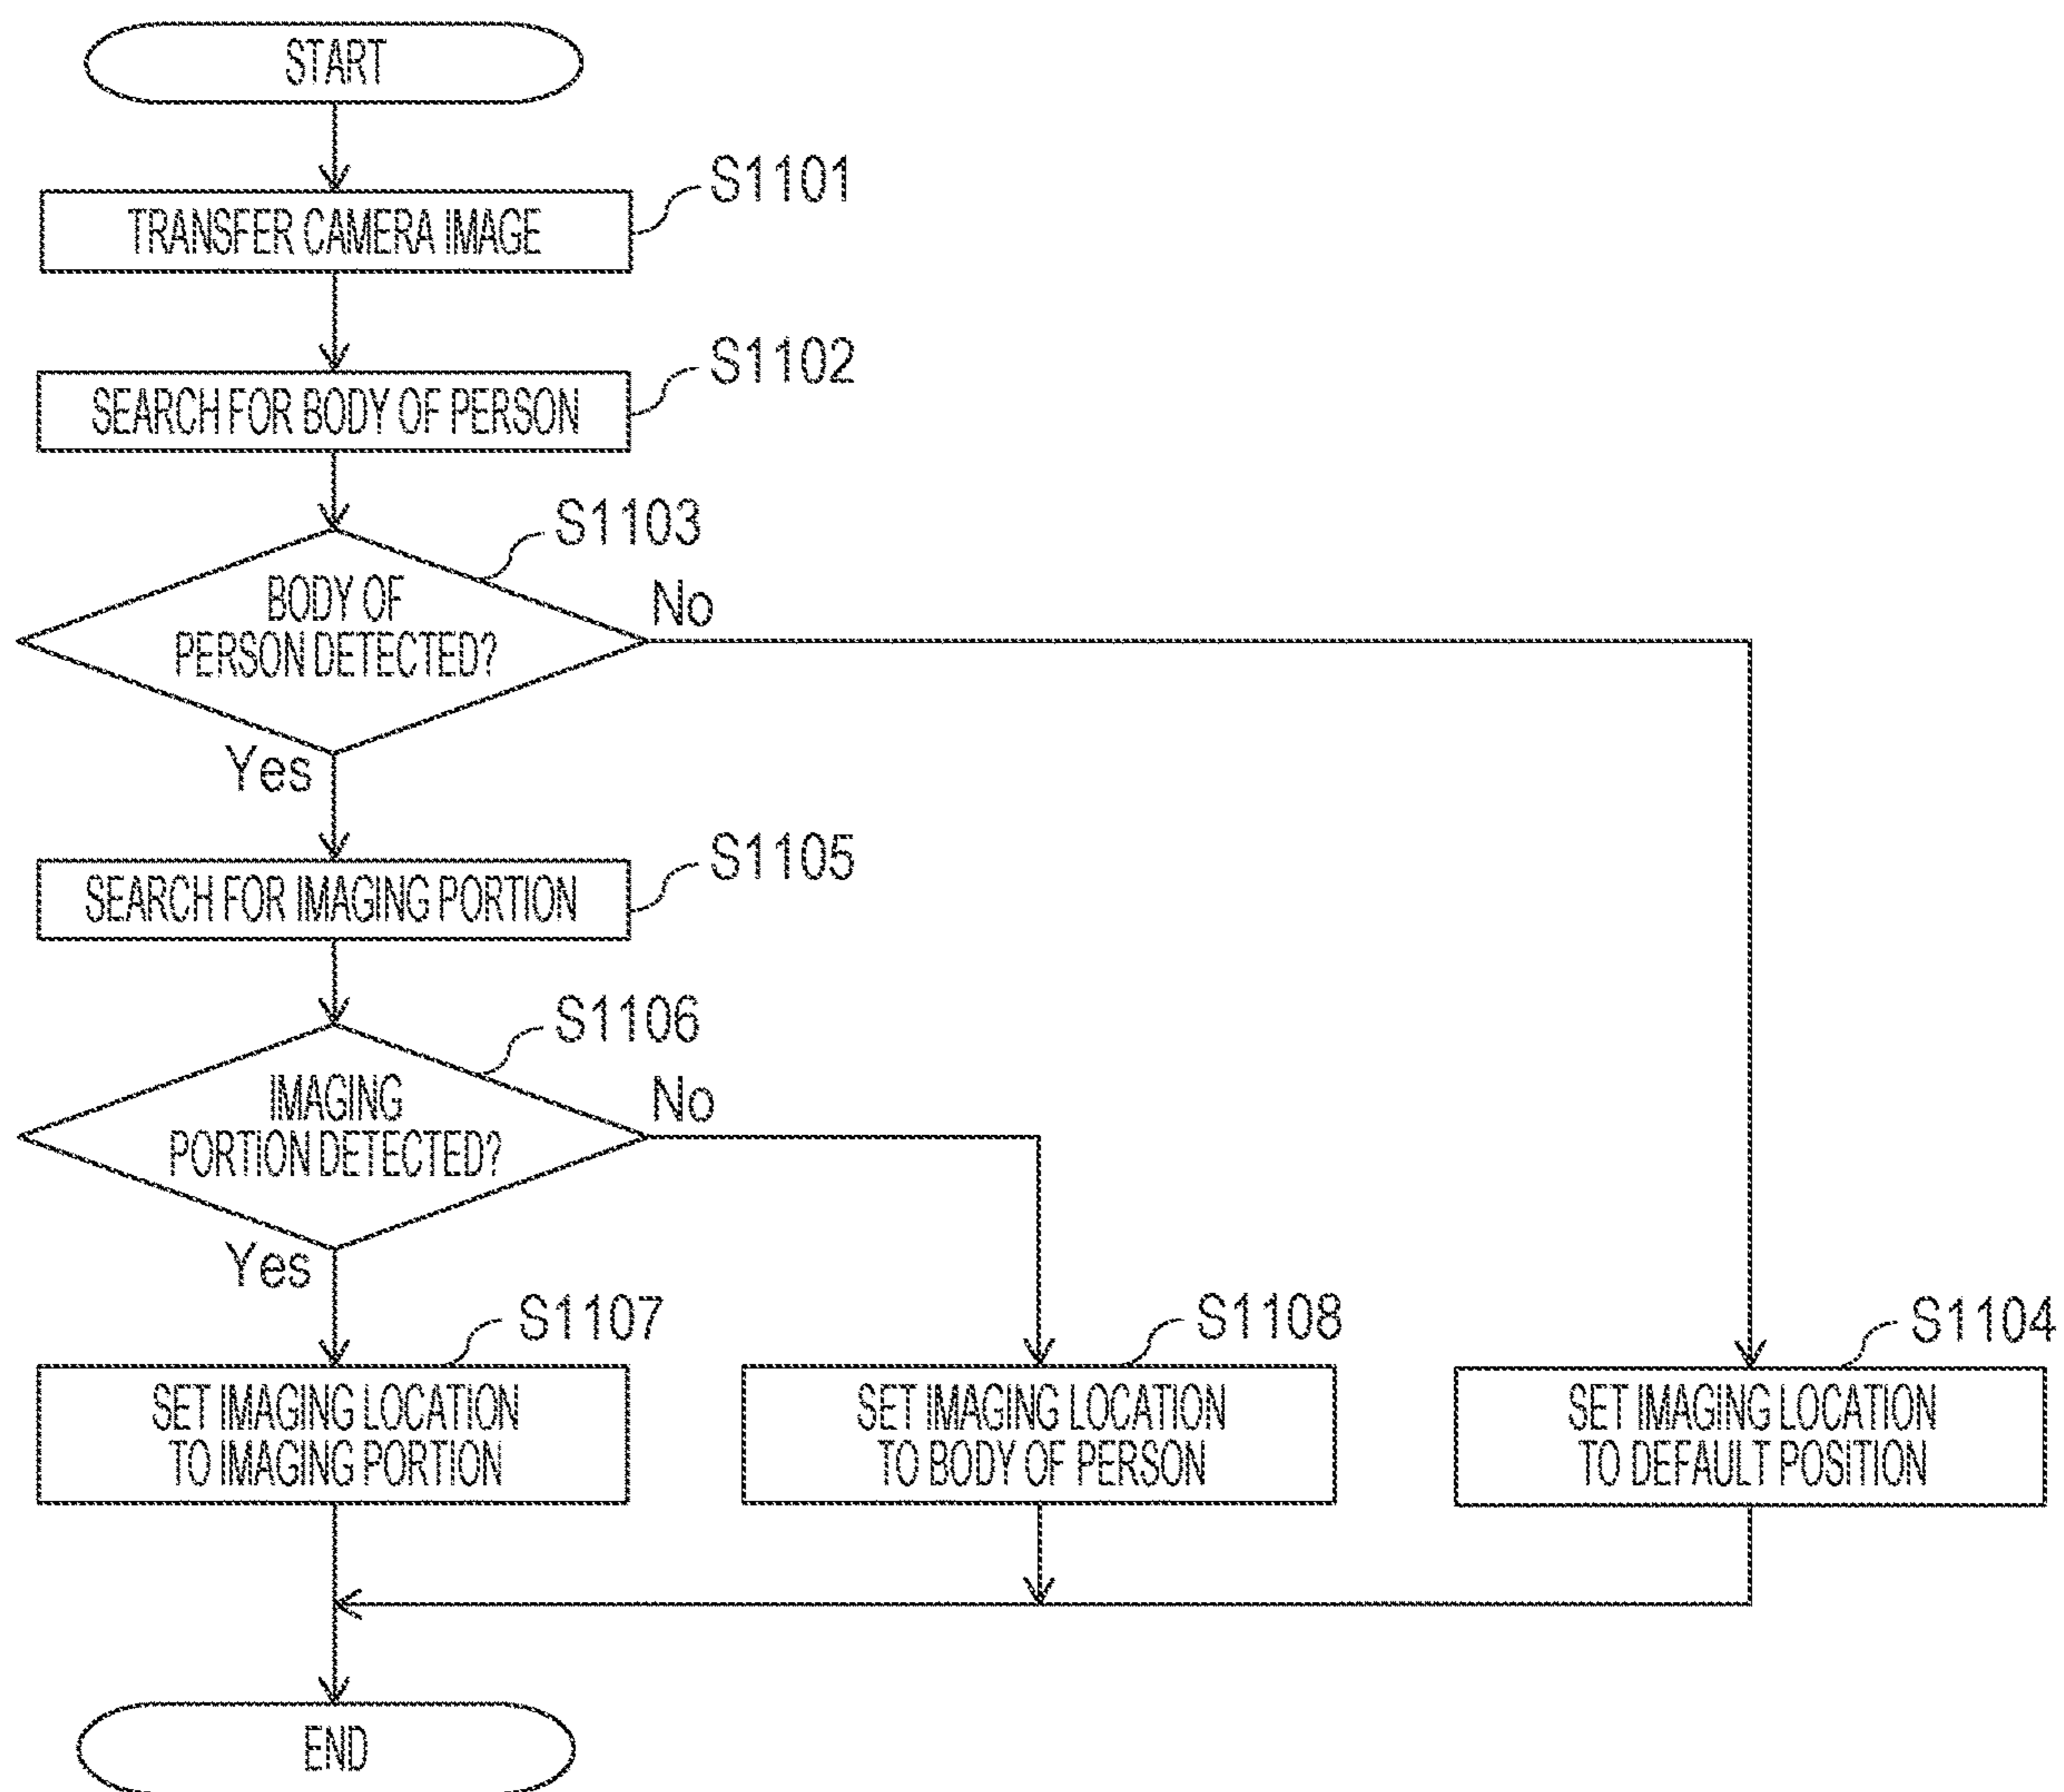 START
S1101
TRANSFER CAMERA IMAGE
S1102
SEARCH FOR BODY OF PERSON
S1103
BODY OF
PERSON DETECTED?
No
Yes
S1105
SEARCH FOR IMAGING PORTION
S1106
IMAGING
PORTION DETECTED?
No
Yes
S1107
SET IMAGING LOCATION
TO IMAGING PORTION
S1108
SET IMAGING LOCATION
TO BODY OF PERSON
S1104
SET IMAGING LOCATION
TO DEFAULT POSITION
END